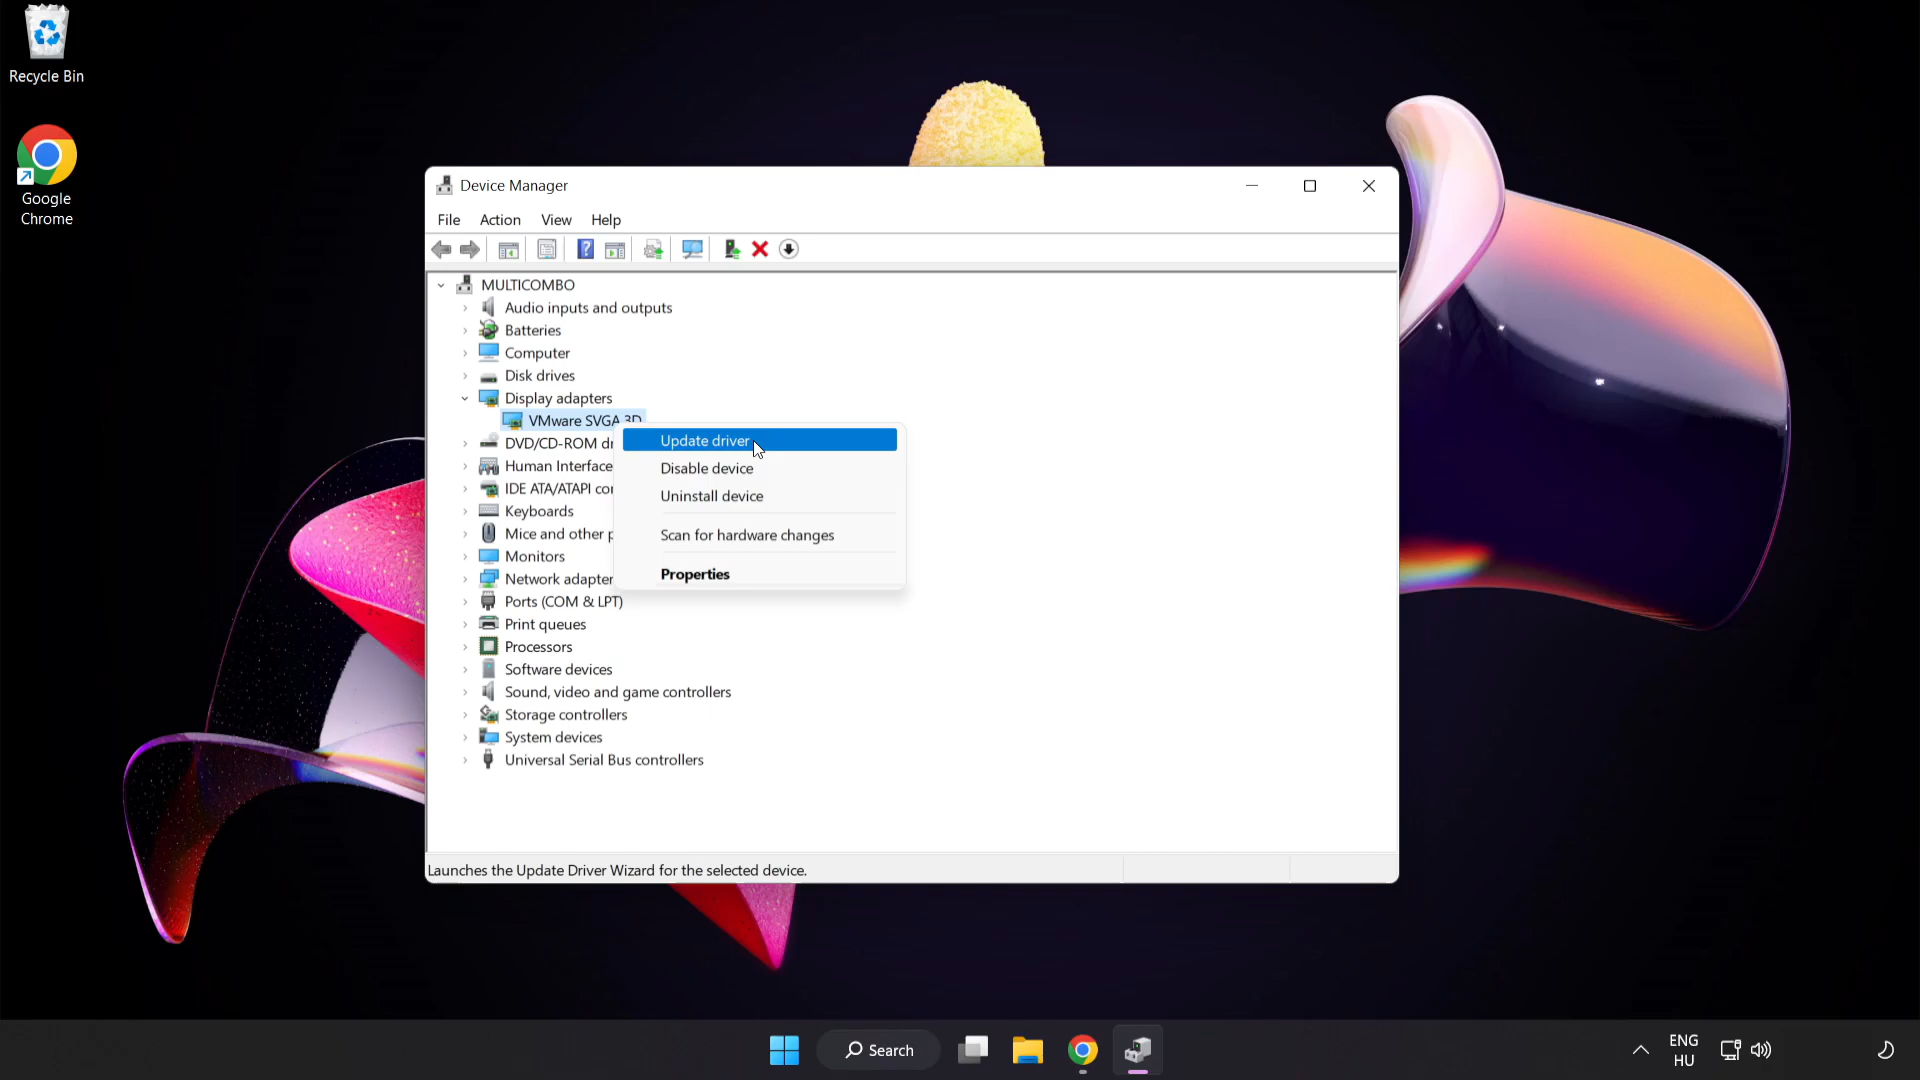 Recycle Bin
Google
Chrome
Device Manager
File Action View Help
MULTICOMBO
Audio inputs and outputs
Batteries
Computer
Disk drives
Display adapters
VMware SVGA 3D
DVD/CD-ROM dr
Human Interface
IDE ATA/ATAPI cor
Keyboards
Mice and other p
Monitors
Network adapter
Ports (COM & LPT)
Print queues
Processors
Software devices
Sound, video and game controllers
Storage controllers
System devices
Universal Serial Bus controllers
Update driver
Disable device
Uninstall device
Scan for hardware changes
Properties
Launches the Update Driver Wizard for the selected device.
Search
ENG
HU